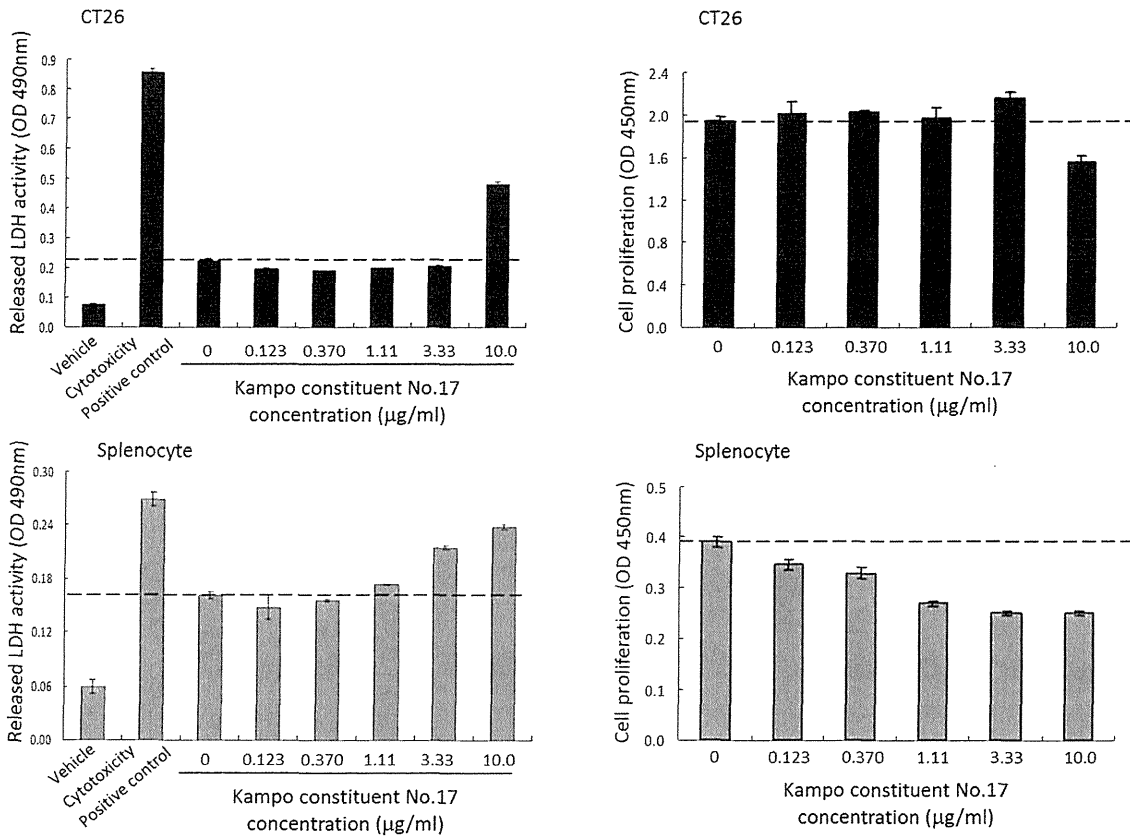 CT26
Released LDH activity (OD 490nm)
0.9
0.8
0.7
0.6
0.5
0.4
0.3
0.2
0.1
0.0
Vehicle
Cytotoxicity
Positive control
0 0.123 0.370 1.11 3.33 10.0
Kampo constituent No.17
concentration (µg/ml)
CT26
Cell proliferation (OD 450nm)
2.4
2.0
1.6
1.2
0.8
0.4
0.0
0 0.123 0.370 1.11 3.33 10.0
Kampo constituent No.17
concentration (µg/ml)
Splenocyte
Released LDH activity (OD 490nm)
0.30
0.24
0.18
0.12
0.06
0.00
Vehicle
Cytotoxicity
Positive control
0 0.123 0.370 1.11 3.33 10.0
Kampo constituent No.17
concentration (µg/ml)
Splenocyte
Cell proliferation (OD 450nm)
0.5
0.4
0.3
0.2
0.1
0.0
0 0.123 0.370 1.11 3.33 10.0
Kampo constituent No.17
concentration (µg/ml)